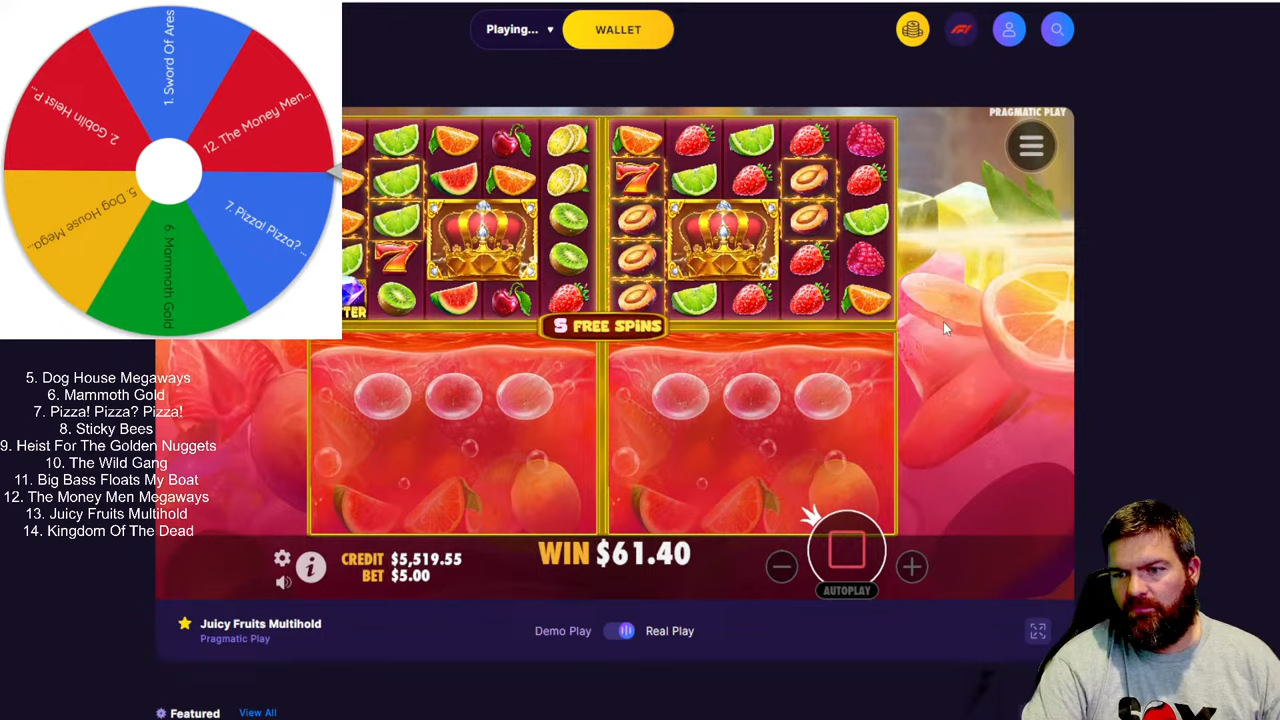 1. Sword Of Ares
12. The Money Men...
7. Pizza! Pizza? ...
6. Mammoth Gold
5. Dog House Mega...
2. Goblin Heist P...
Playing...
WALLET
PRAGMATIC PLAY
7
7
7
TTER
5 FREE SPINS
5. Dog House Megaways
6. Mammoth Gold
7. Pizza! Pizza? Pizza!
8. Sticky Bees
9. Heist For The Golden Nuggets
10. The Wild Gang
11. Big Bass Floats My Boat
12. The Money Men Megaways
13. Juicy Fruits Multihold
14. Kingdom Of The Dead
CREDIT $5,519.55
BET $5.00
WIN $61.40
AUTOPLAY
Juicy Fruits Multihold
Pragmatic Play
Demo Play
Real Play
Featured
View All